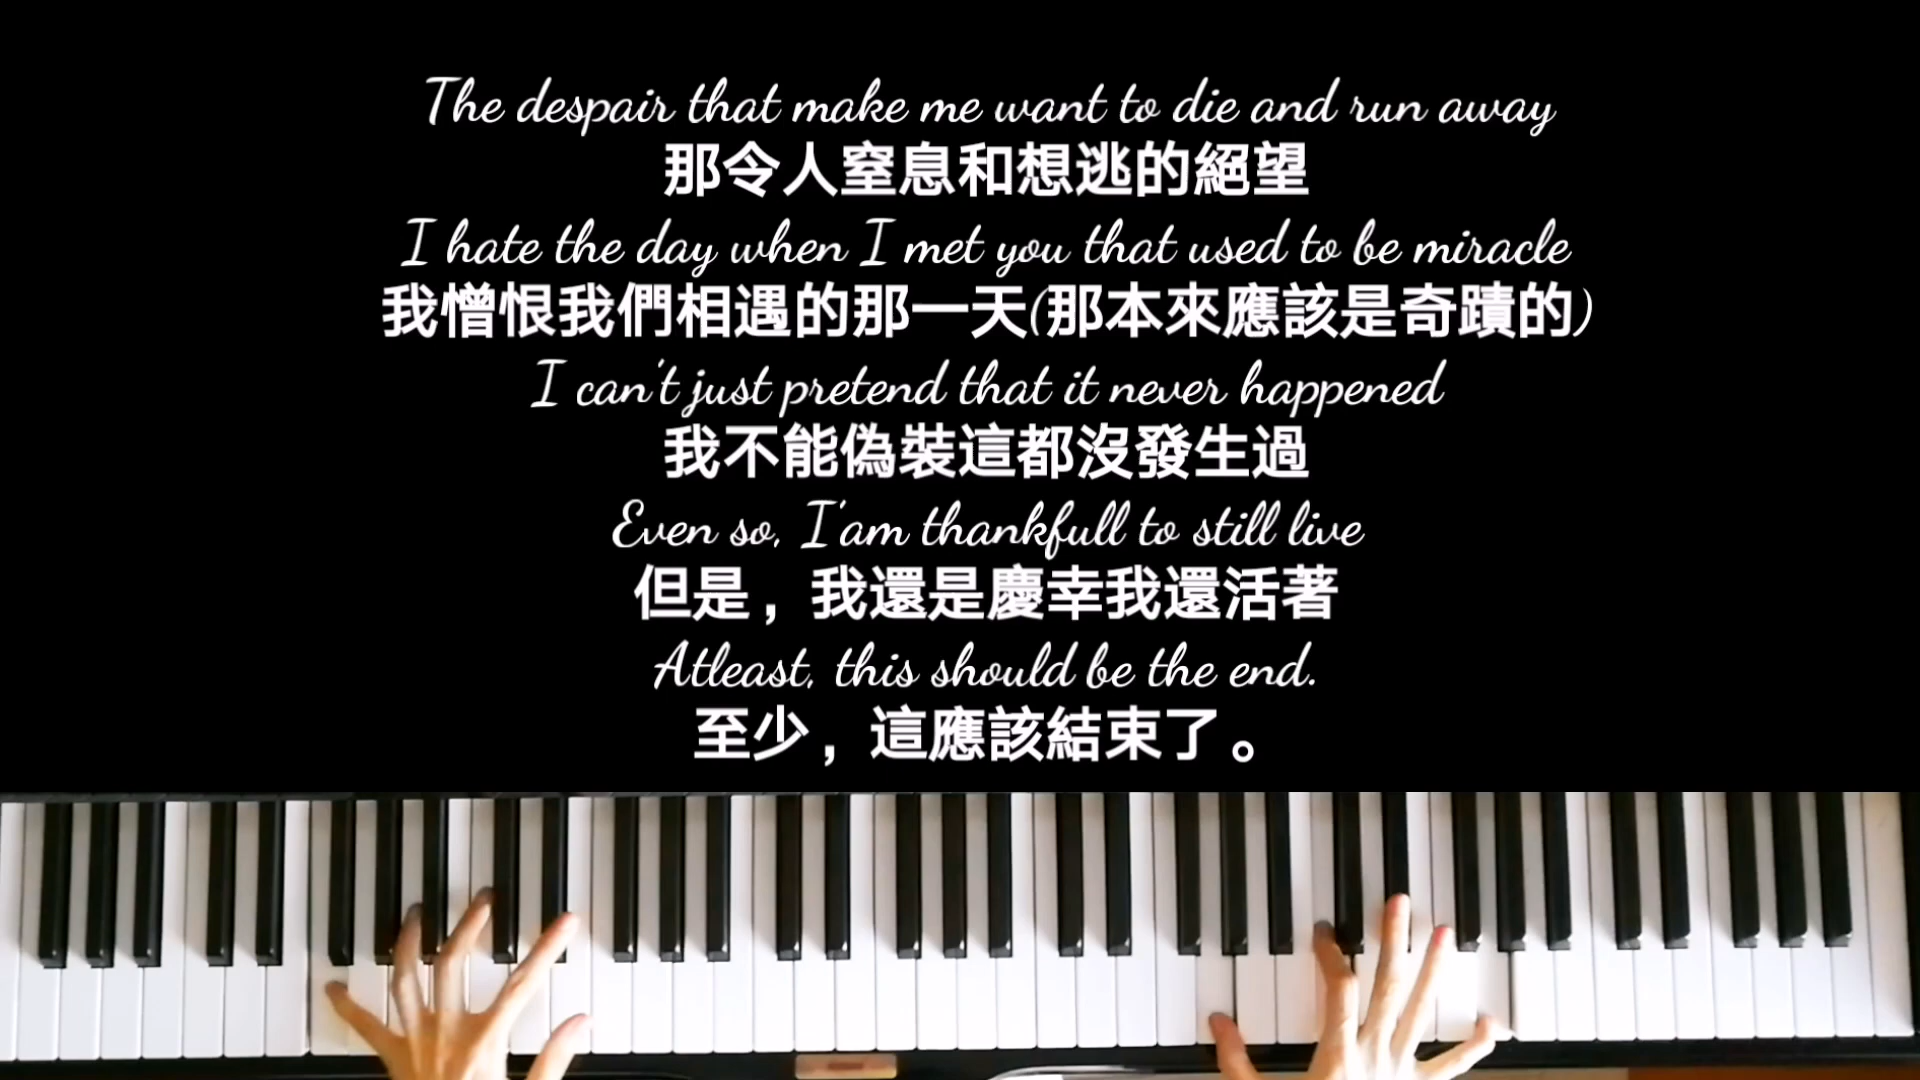 The despair that make me want to die and run away
那令人窒息和想逃的絕望
I hate the day when I met you that used to be miracle
我憎恨我們相遇的那一天(那本來應該是奇蹟的)
I can't just pretend that it never happened
我不能偽裝這都沒發生過
Even so, I'am thankfull to still live
但是，我還是慶幸我還活著
Atleast, this should be the end.
至少，這應該結束了。